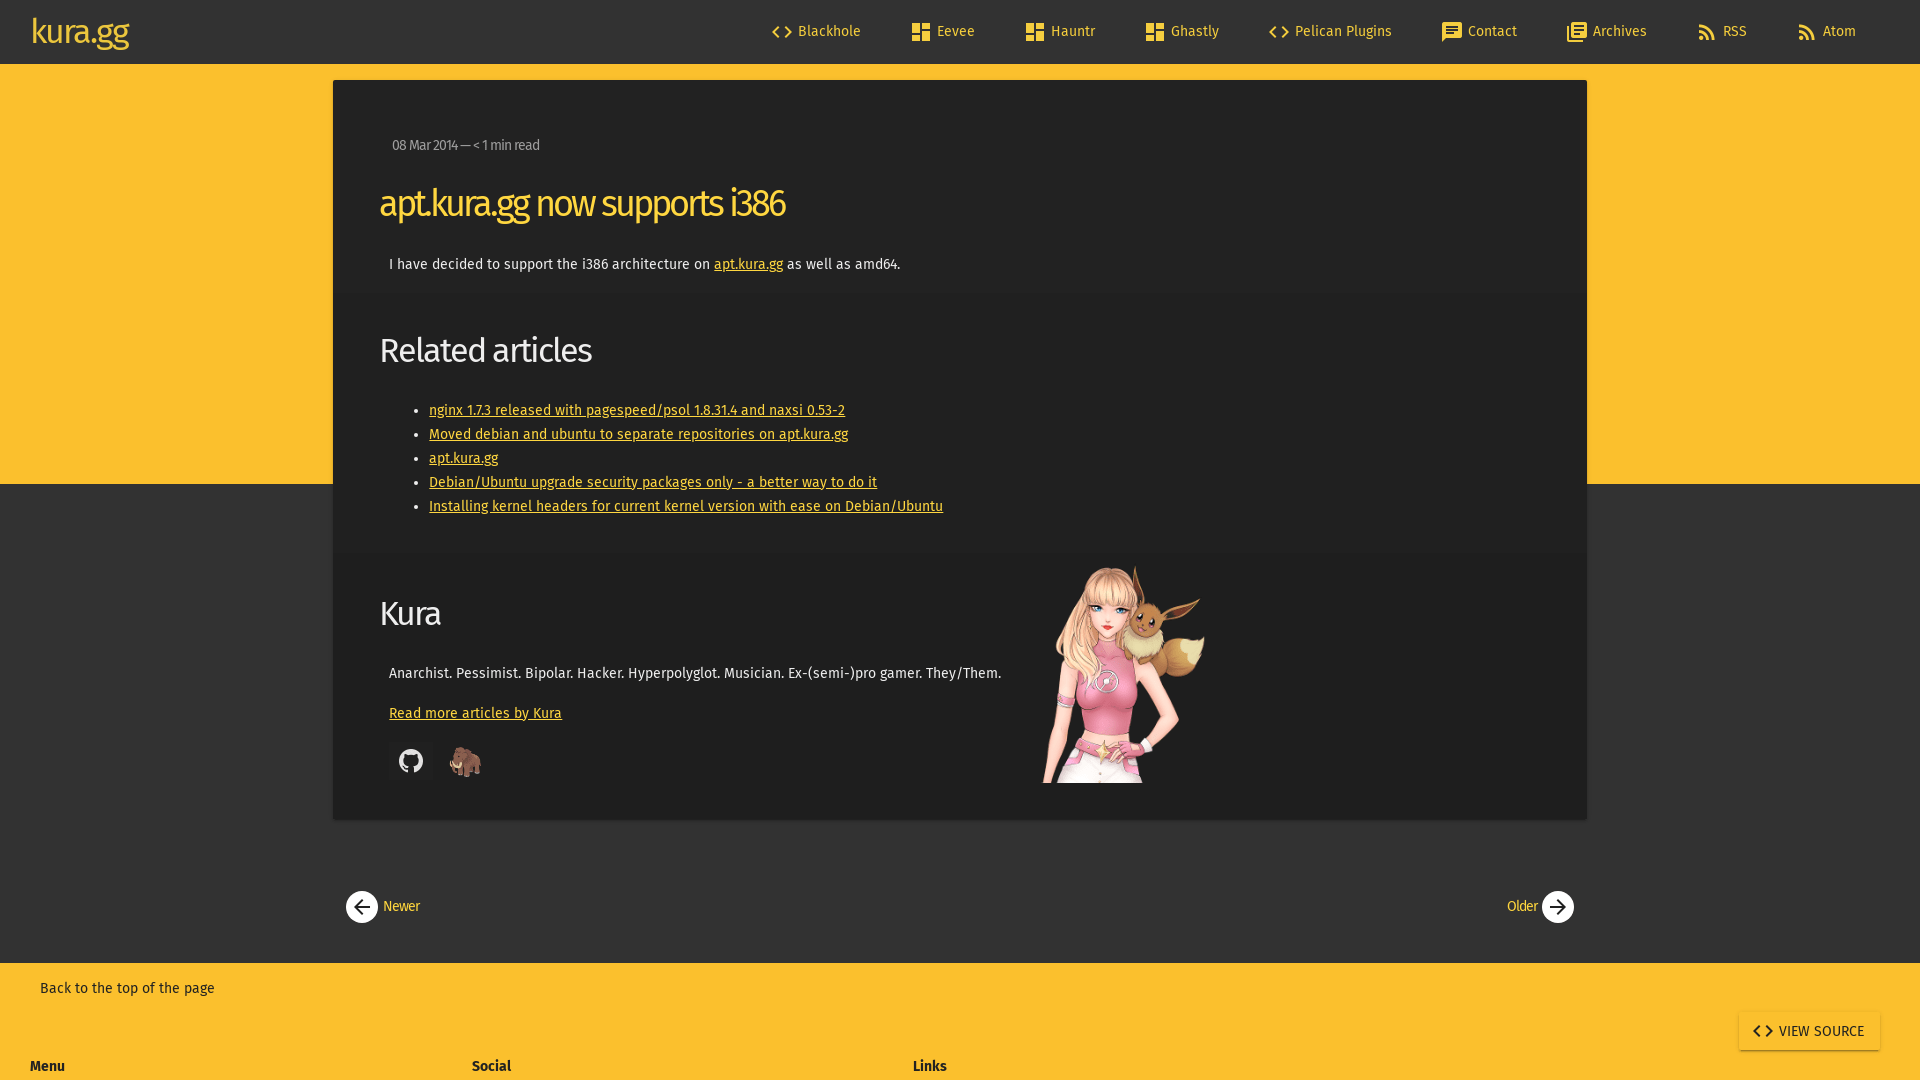 kura.gg
Blackhole
Eevee
Hauntr
Ghastly
Pelican Plugins
Contact
Archives
RSS
Atom
08 Mar 2014 — < 1 min read
apt.kura.gg now supports i386
I have decided to support the i386 architecture on apt.kura.gg as well as amd64.
Related articles
nginx 1.7.3 released with pagespeed/psol 1.8.31.4 and naxsi 0.53-2
Moved debian and ubuntu to separate repositories on apt.kura.gg
apt.kura.gg
Debian/Ubuntu upgrade security packages only - a better way to do it
Installing kernel headers for current kernel version with ease on Debian/Ubuntu
Kura
Anarchist. Pessimist. Bipolar. Hacker. Hyperpolyglot. Musician. Ex-(semi-)pro gamer. They/Them.
Read more articles by Kura
Newer
Older
Back to the top of the page
VIEW SOURCE
Menu
Social
Links